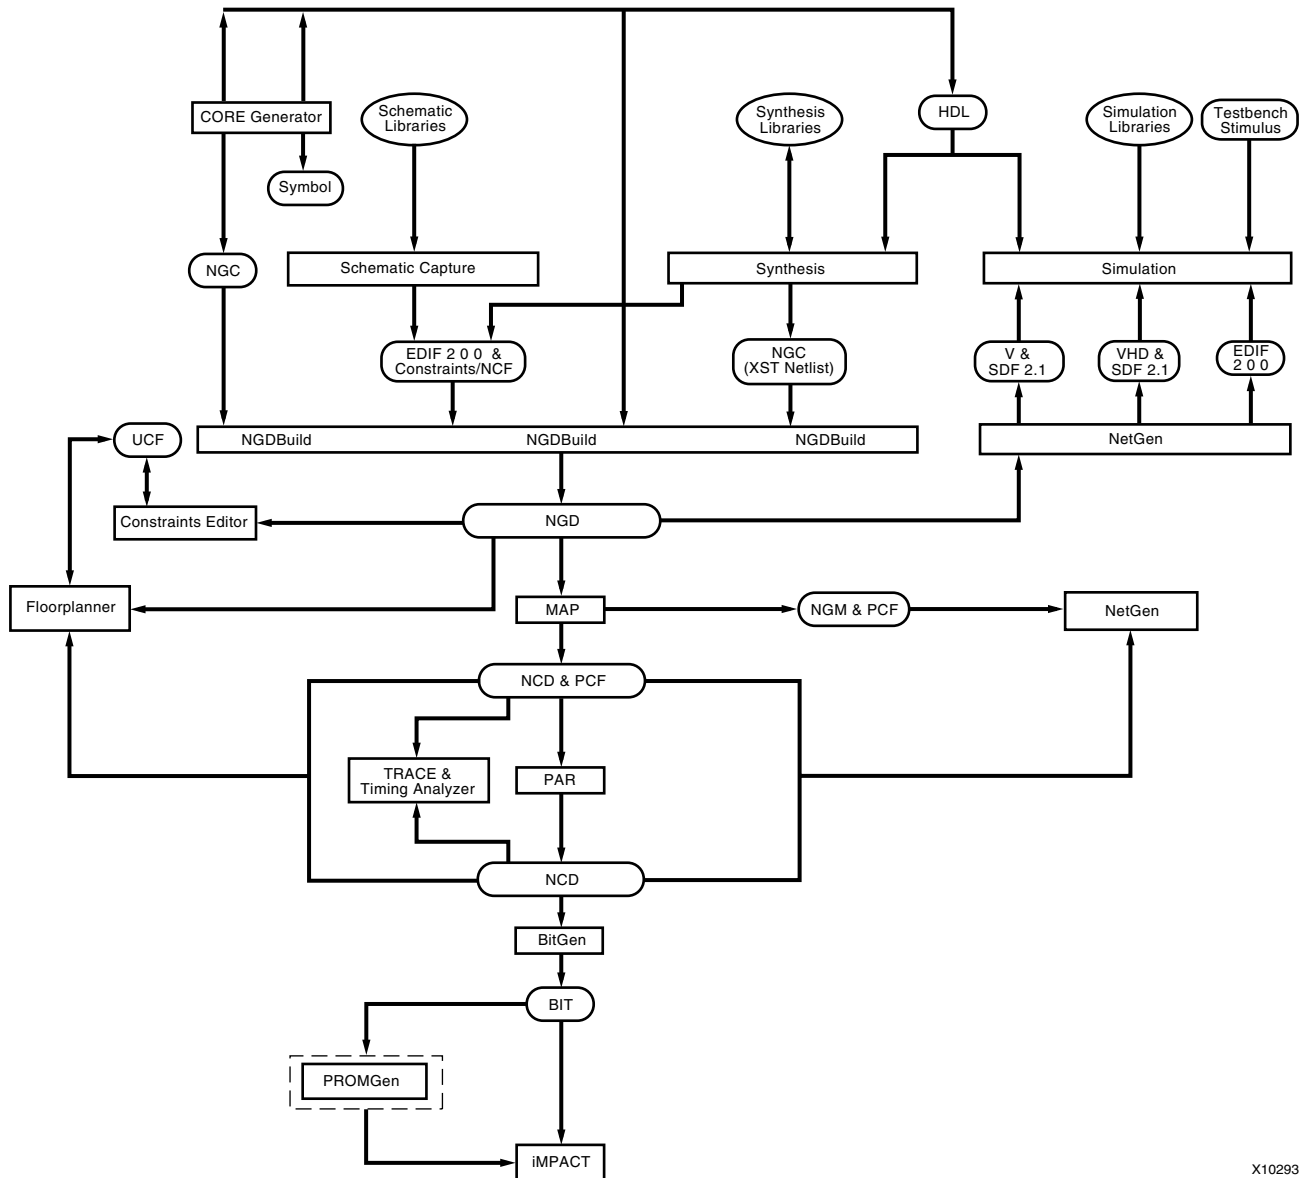 CORE Generator
Schematic
Libraries
Synthesis
Libraries
HDL
Simulation
Libraries
Testbench
Stimulus
Symbol
NGC
Schematic Capture
Synthesis
Simulation
EDIF 2 0 0 &
Constraints/NCF
NGC
(XST Netlist)
V &
SDF 2.1
VHD &
SDF 2.1
EDIF
2 0 0
UCF
NGDBuild NGDBuild NGDBuild
NetGen
Constraints Editor
NGD
Floorplanner
MAP
NGM & PCF
NetGen
NCD & PCF
TRACE &
Timing Analyzer
PAR
NCD
BitGen
BIT
PROMGen
iMPACT
X10293